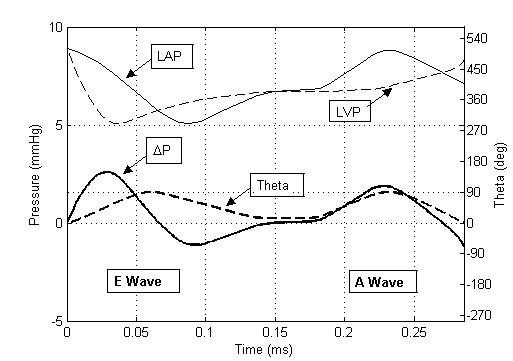 10
540
LAP
450
360
LVP
5
270
ΔP
180
Theta
90
0
0
-90
E Wave
A Wave
-180
-270
-5
0
0.05
0.1
0.15
0.2
0.25
Time (ms)
Pressure (mmHg)
Theta (deg)